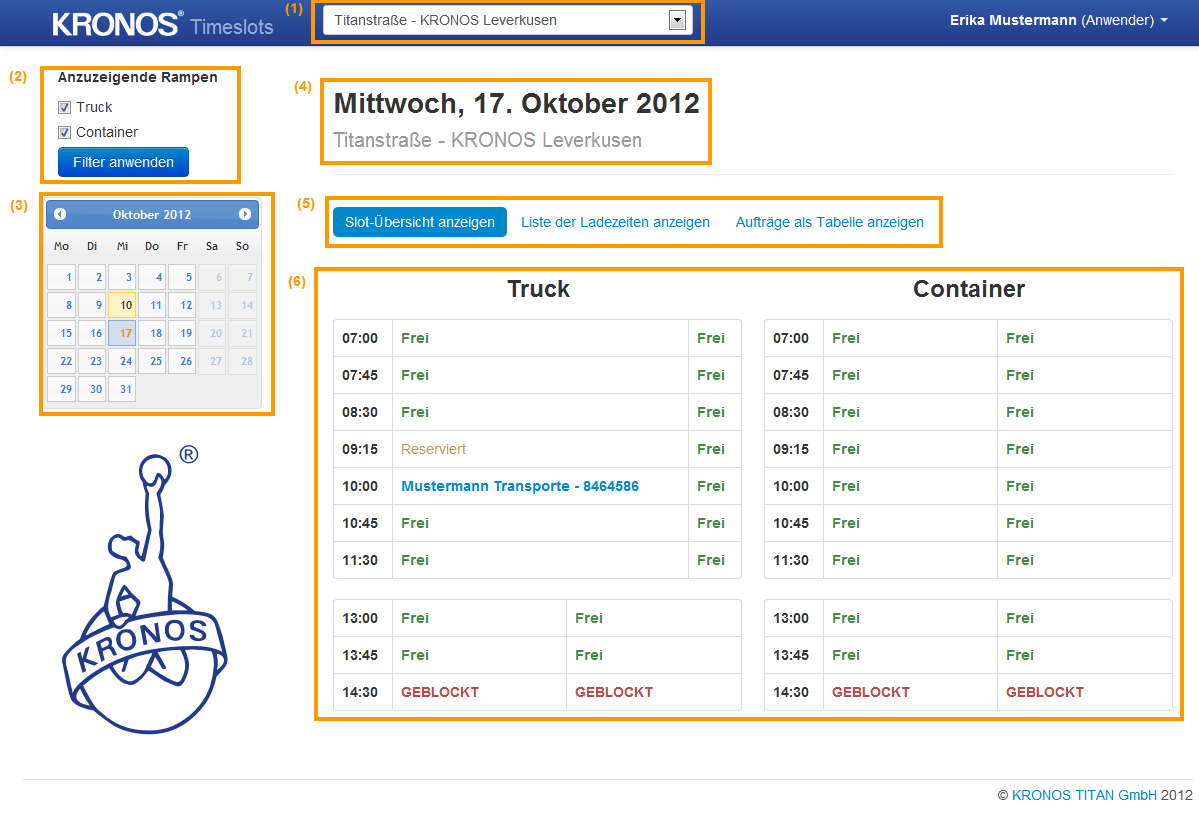 KRONOS® Timeslots
(1)
Titanstraße - KRONOS Leverkusen
Erika Mustermann (Anwender)
(2)
Anzuzeigende Rampen
Truck
Container
Filter anwenden
(3)
Oktober 2012
Mo Di Mi Do Fr Sa So
1 2 3 4 5 6 7
8 9 10 11 12 13 14
15 16 17 18 19 20 21
22 23 24 25 26 27 28
29 30 31
®
KRONOS
(4)
Mittwoch, 17. Oktober 2012
Titanstraße - KRONOS Leverkusen
(5)
Slot-Übersicht anzeigen Liste der Ladezeiten anzeigen Aufträge als Tabelle anzeigen
(6)
Truck
07:00 Frei Frei
07:45 Frei Frei
08:30 Frei Frei
09:15 Reserviert Frei
10:00 Mustermann Transporte - 8464586 Frei
10:45 Frei Frei
11:30 Frei Frei
13:00 Frei Frei
13:45 Frei Frei
14:30 GEBLOCKT GEBLOCKT
Container
07:00 Frei Frei
07:45 Frei Frei
08:30 Frei Frei
09:15 Frei Frei
10:00 Frei Frei
10:45 Frei Frei
11:30 Frei Frei
13:00 Frei Frei
13:45 Frei Frei
14:30 GEBLOCKT GEBLOCKT
© KRONOS TITAN GmbH 2012